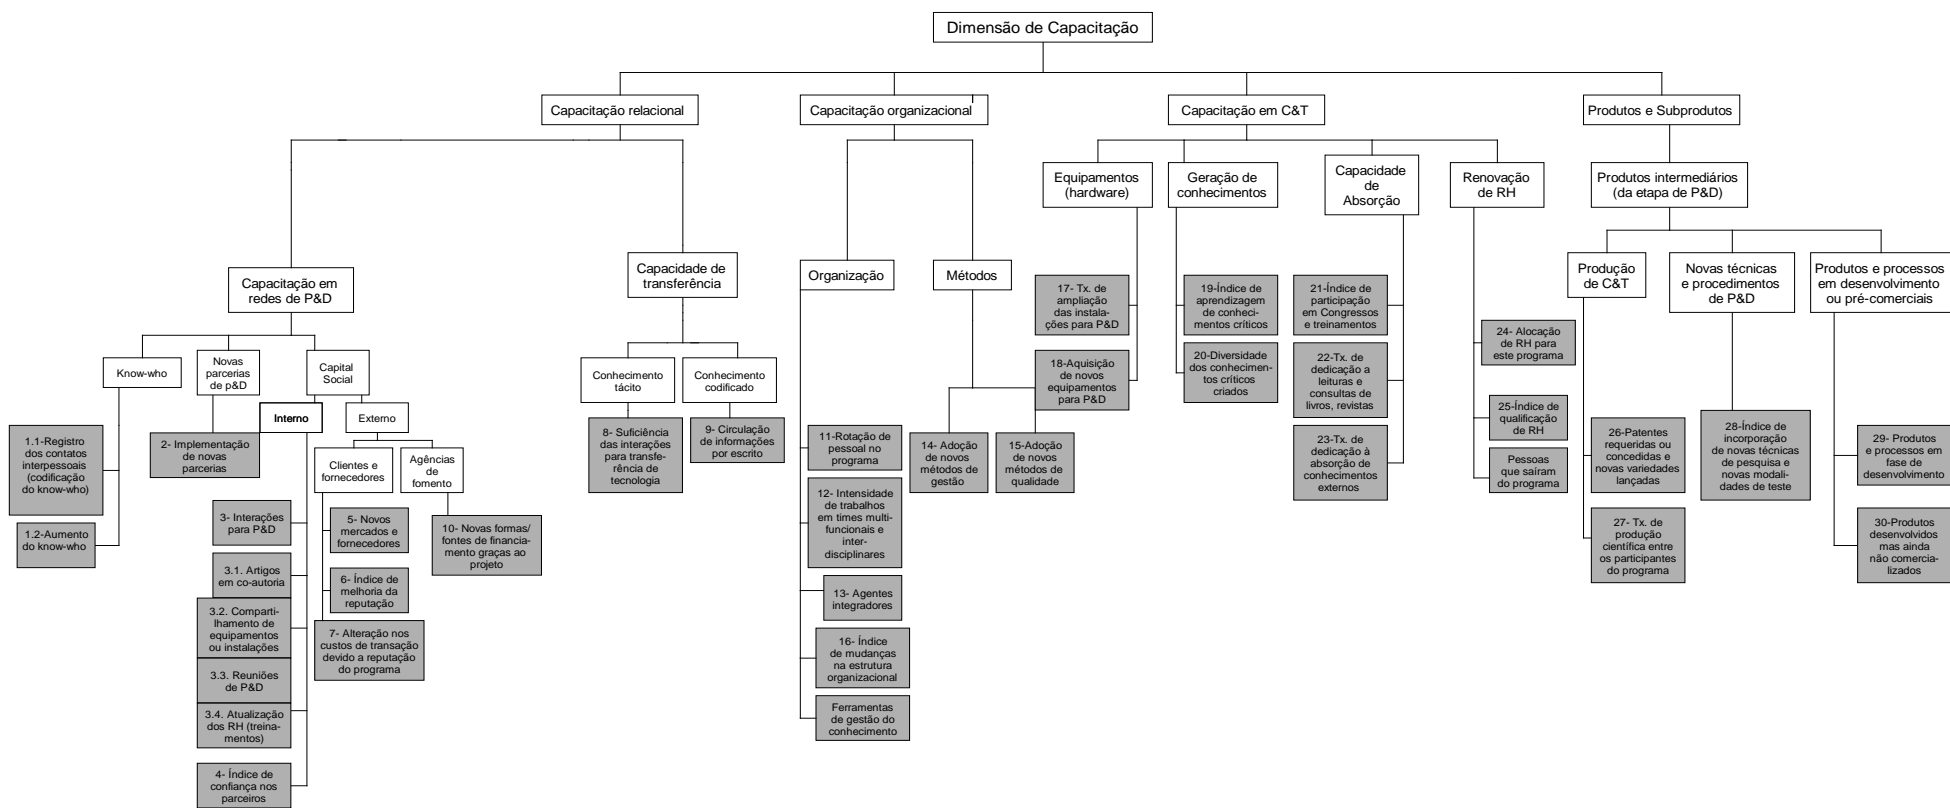 Dimensão de Capacitação
Capacitação relacional
Capacitação organizacional
Capacitação em C&T
Produtos e Subprodutos
Capacitação em
redes de P&D
Capacidade de
transferência
Organização
Métodos
Equipamentos
(hardware)
Geração de
conhecimentos
Capacidade
de
Absorção
Renovação
de RH
Produtos intermediários
(da etapa de P&D)
Produção
de C&T
Novas técnicas
e procedimentos
de P&D
Produtos e processos
em desenvolvimento
ou pré-comerciais
Know-who
Novas
parcerias
de p&D
Capital
Social
Interno
Externo
Clientes e
fornecedores
Agências
de
fomento
Conhecimento
tácito
Conhecimento
codificado
1.1-Registro
dos contatos
interpessoais
(codificação
do know-who)
1.2-Aumento
do know-who
2- Implementação
de novas
parcerias
3- Interações
para P&D
3.1. Artigos
em co-autoria
3.2. Comparti-
lhamento de
equipamentos
ou instalações
3.3. Reuniões
de P&D
3.4. Atualização
dos RH (treina-
mentos)
4- Índice de
confiança nos
parceiros
5- Novos
mercados e
fornecedores
6- Índice de
melhoria da
reputação
7- Alteração nos
custos de transação
devido a reputação
do programa
10- Novas formas/
fontes de financia-
mento graças ao
projeto
8- Suficiência
das interações
para transfe-
rência de
tecnologia
9- Circulação
de informações
por escrito
11-Rotação de
pessoal no
programa
12- Intensidade
de trabalhos
em times multi-
funcionais e
inter-
disciplinares
13- Agentes
integradores
16- Índice
de mudanças
na estrutura
organizacional
Ferramentas
de gestão do
conhecimento
14- Adoção
de novos
métodos de
gestão
15-Adoção
de novos
métodos de
qualidade
17- Tx. de
ampliação
das instala-
ções para P&D
18-Aquisição
de novos
equipamentos
para P&D
19-Índice de
aprendizagem
de conheci-
mentos críticos
20-Diversidade
dos conhecimen-
tos críticos
criados
21-Índice de
participação
em Congressos
e treinamentos
22-Tx. de
dedicação a
leituras e
consultas de
livros, revistas
23-Tx. de
dedicação à
absorção de
conhecimentos
externos
24- Alocação
de RH para
este programa
25-Índice de
qualificação
de RH
Pessoas
que saíram
do programa
26-Patentes
requeridas ou
concedidas e
novas variedades
lançadas
27- Tx. de
produção
científica entre
os participantes
do programa
28-Índice de
incorporação
de novas técnicas
de pesquisa e
novas modali-
dades de teste
29- Produtos
e processos em
fase de
desenvolvimento
30-Produtos
desenvolvidos
mas ainda
não comercia-
lizados